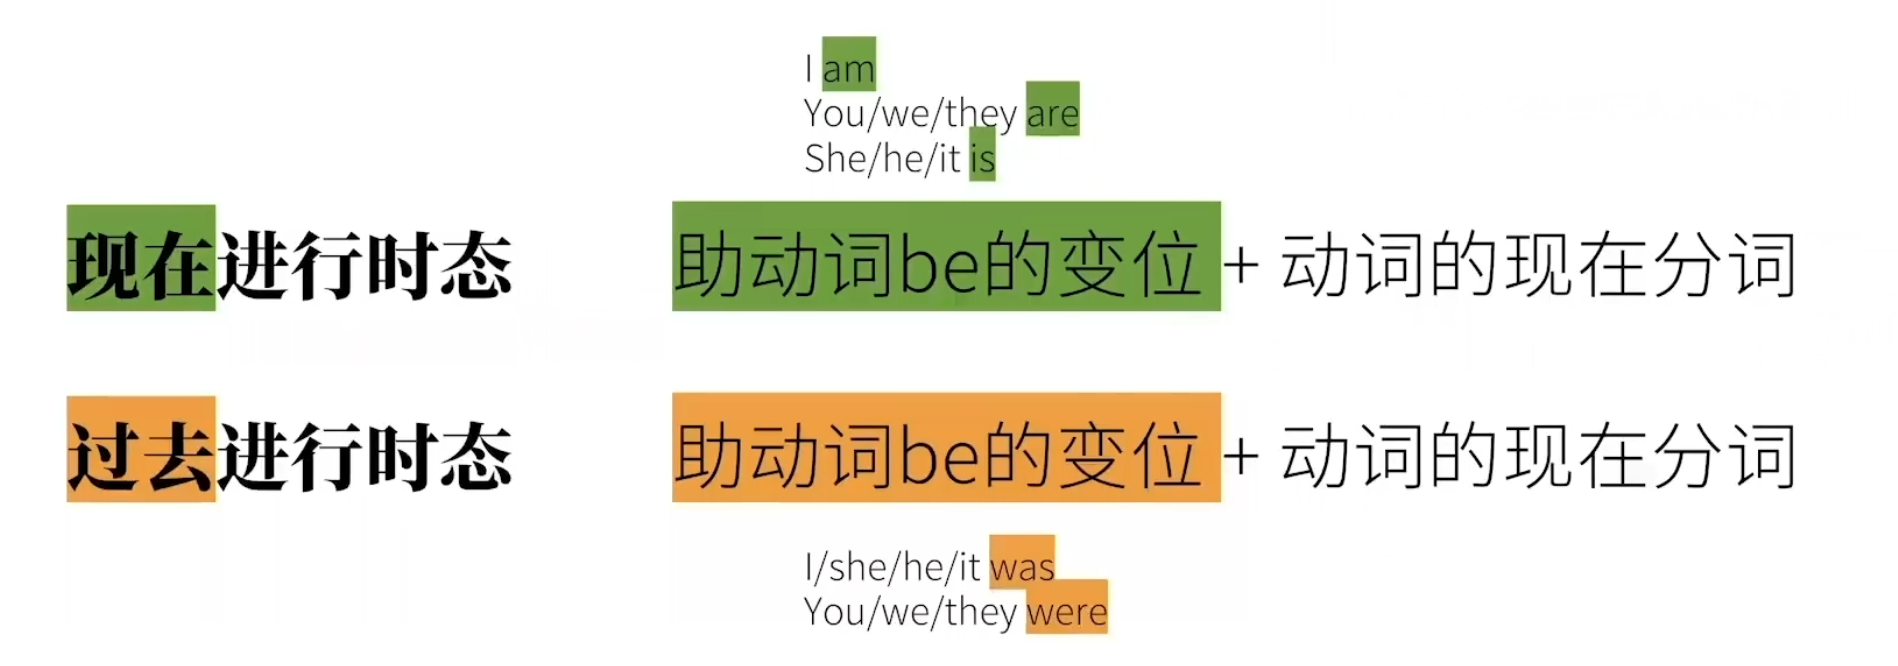 I am
You/we/they are
She/he/it is
现在进行时态 助动词be的变位 + 动词的现在分词
过去进行时态 助动词be的变位 + 动词的现在分词
I/she/he/it was
You/we/they were